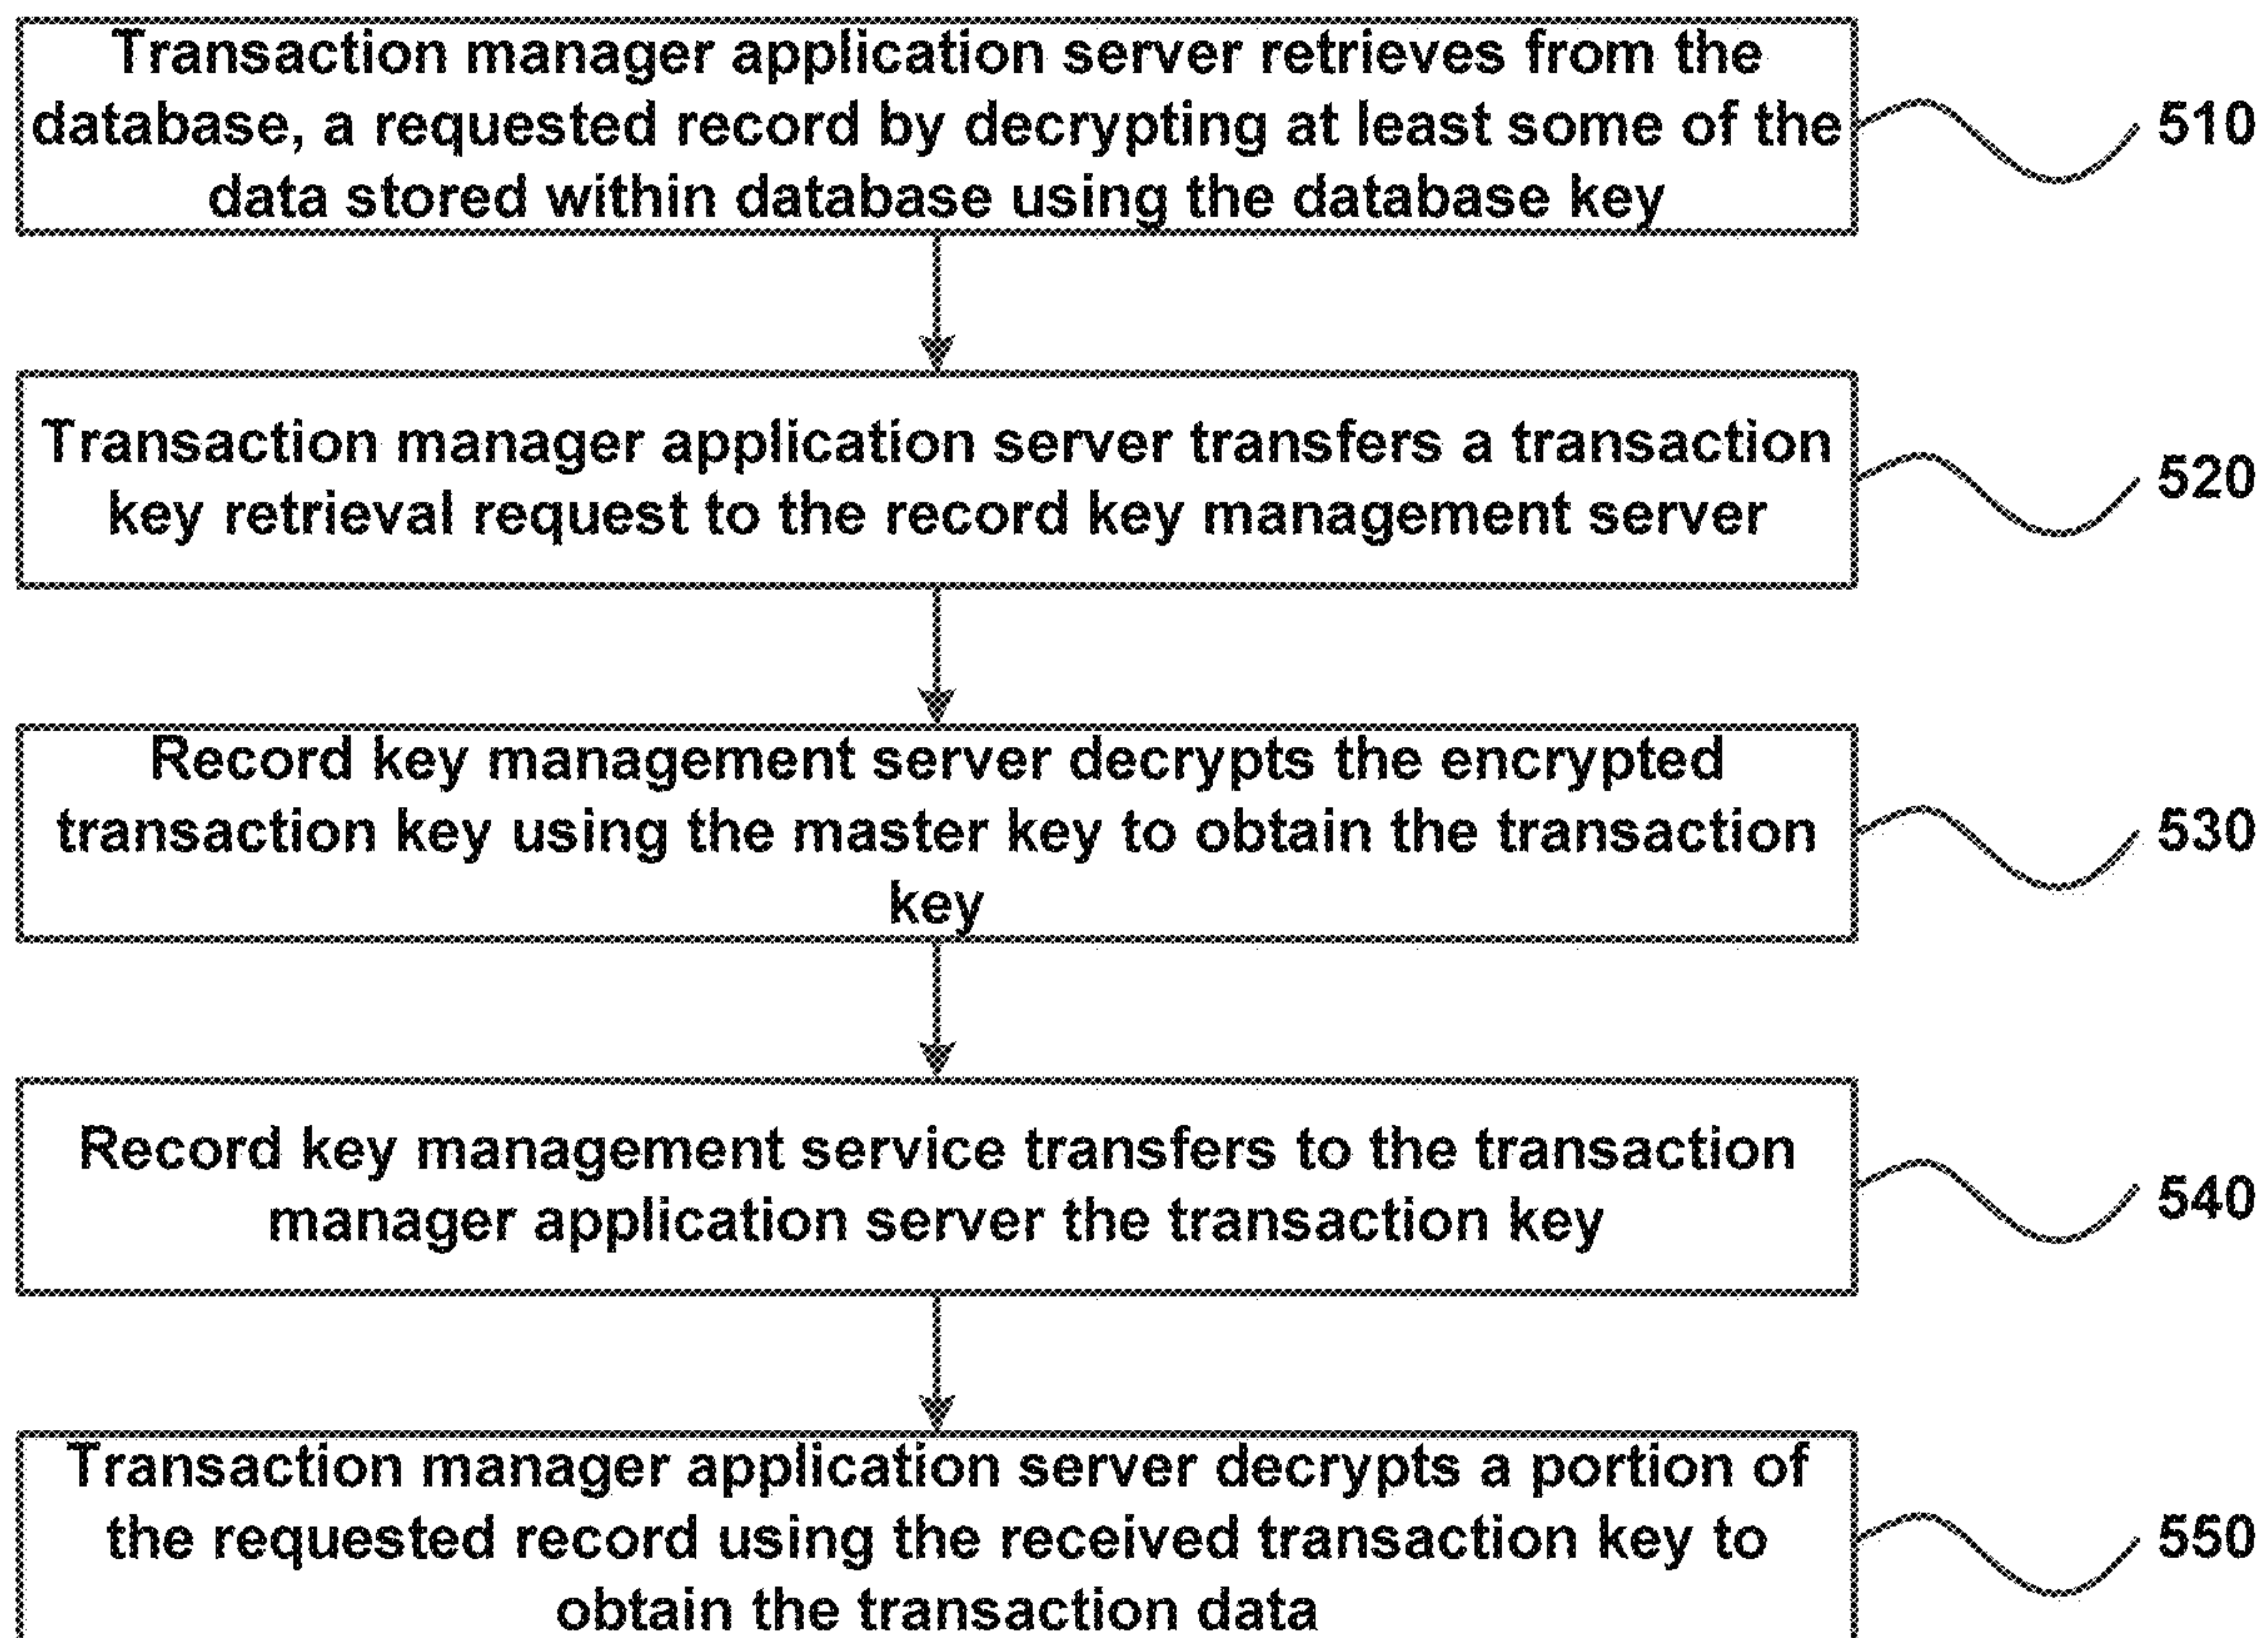 Transaction manager application server retrieves from the
database, a requested record by decrypting at least some of the
data stored within database using the database key
510
Transaction manager application server transfers a transaction
key retrieval request to the record key management server
520
Record key management server decrypts the encrypted
transaction key using the master key to obtain the transaction
key
530
Record key management service transfers to the transaction
manager application server the transaction key
540
Transaction manager application server decrypts a portion of
the requested record using the received transaction key to
obtain the transaction data
550